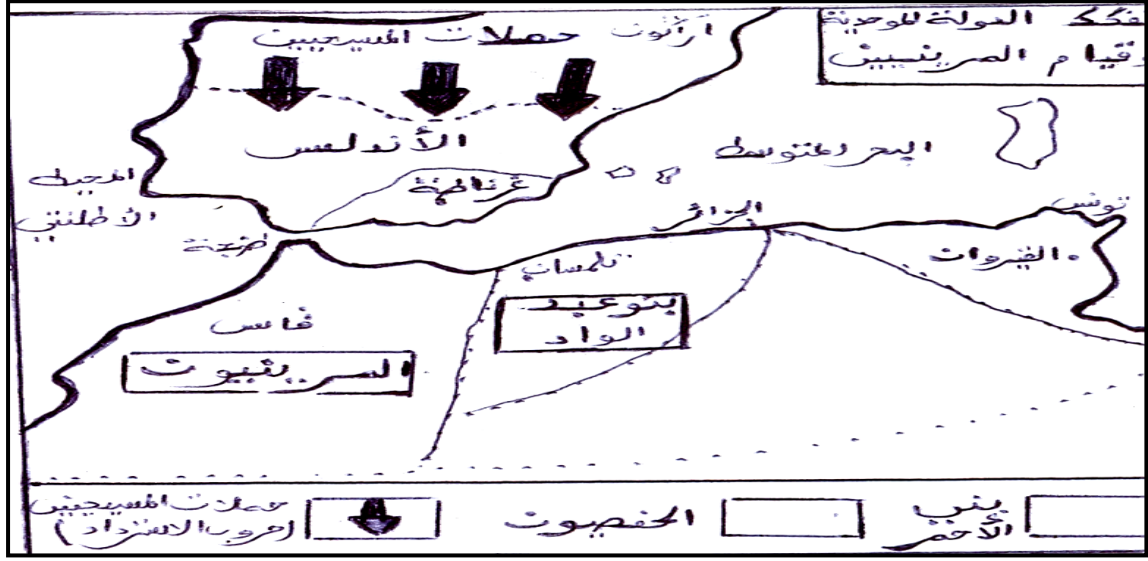 تفكك الدولة الموحدية
وقيام المرينيين
أراغون
حملات المسيحيين
الأندلس
غرناطة
البحر المتوسط
المحيط
الأطلنتي
طنجة
الجزائر
تونس
القيروان
تلمسان
بنو عبد
الواد
فاس
المرينيون
بني
الأحمر
الحفصيون
حملات المسيحيين
(حروب الاسترداد)